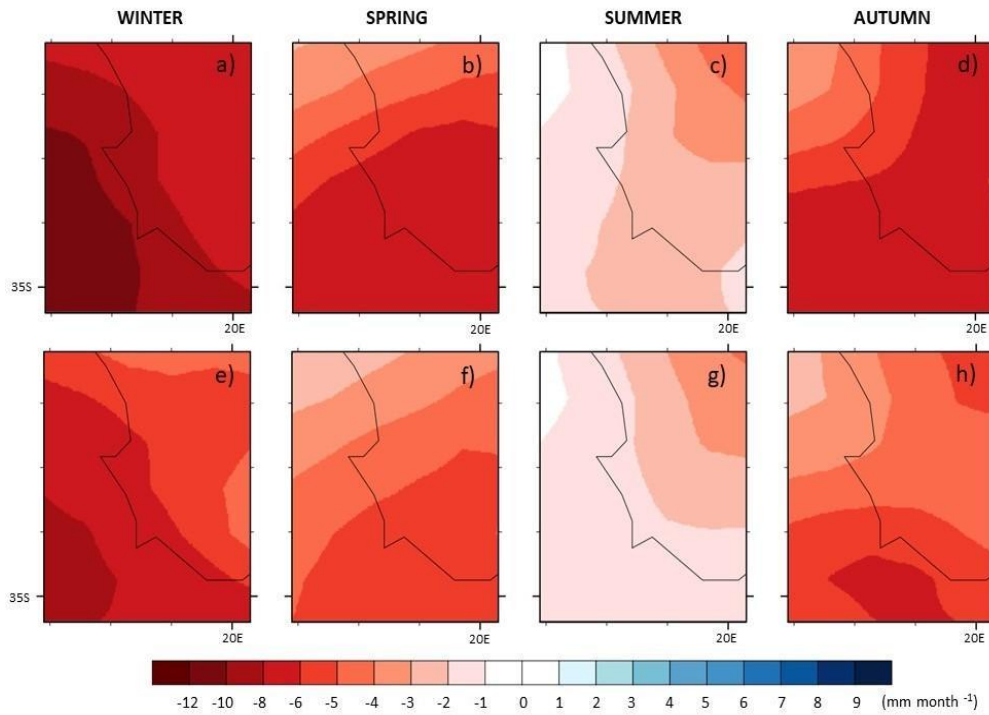 WINTER SPRING SUMMER AUTUMN
a) b) c) d)
35S
20E 20E 20E 20E
e) f) g) h)
35S
20E 20E 20E 20E
-12 -10 -8 -6 -5 -4 -3 -2 -1 0 1 2 3 4 5 6 7 8 9 (mm month -1)